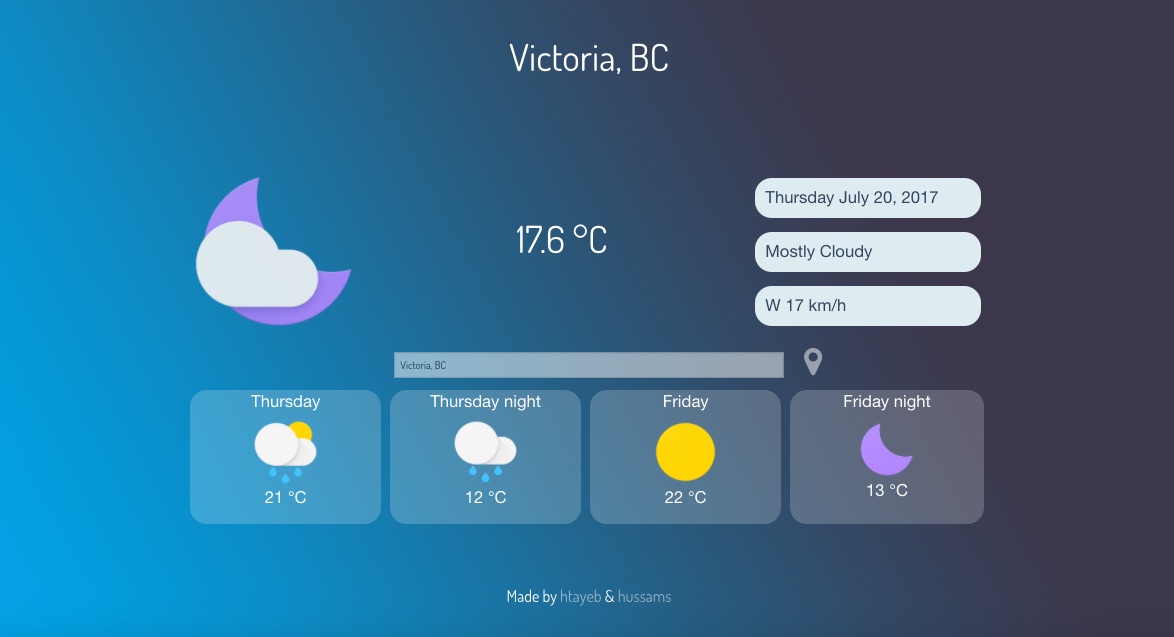 Victoria, BC
17.6 °C
Thursday July 20, 2017
Mostly Cloudy
W 17 km/h
Victoria, BC
Thursday
21 °C
Thursday night
12 °C
Friday
22 °C
Friday night
13 °C
Made by htayeb & hussams